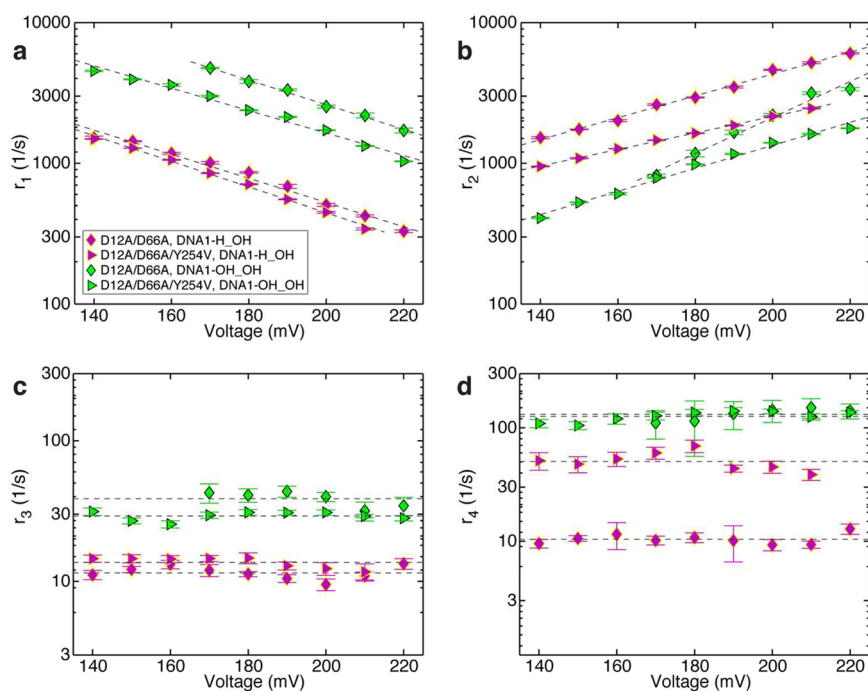 a
10000
3000
1000
300
100
r1 (1/s)
D12A/D66A, DNA1-H_OH
D12A/D66A/Y254V, DNA1-H_OH
D12A/D66A, DNA1-OH_OH
D12A/D66A/Y254V, DNA1-OH_OH
140 160 180 200 220
Voltage (mV)
b
10000
3000
1000
300
100
r2 (1/s)
140 160 180 200 220
Voltage (mV)
c
300
100
30
10
3
r3 (1/s)
140 160 180 200 220
Voltage (mV)
d
300
100
30
10
3
r4 (1/s)
140 160 180 200 220
Voltage (mV)